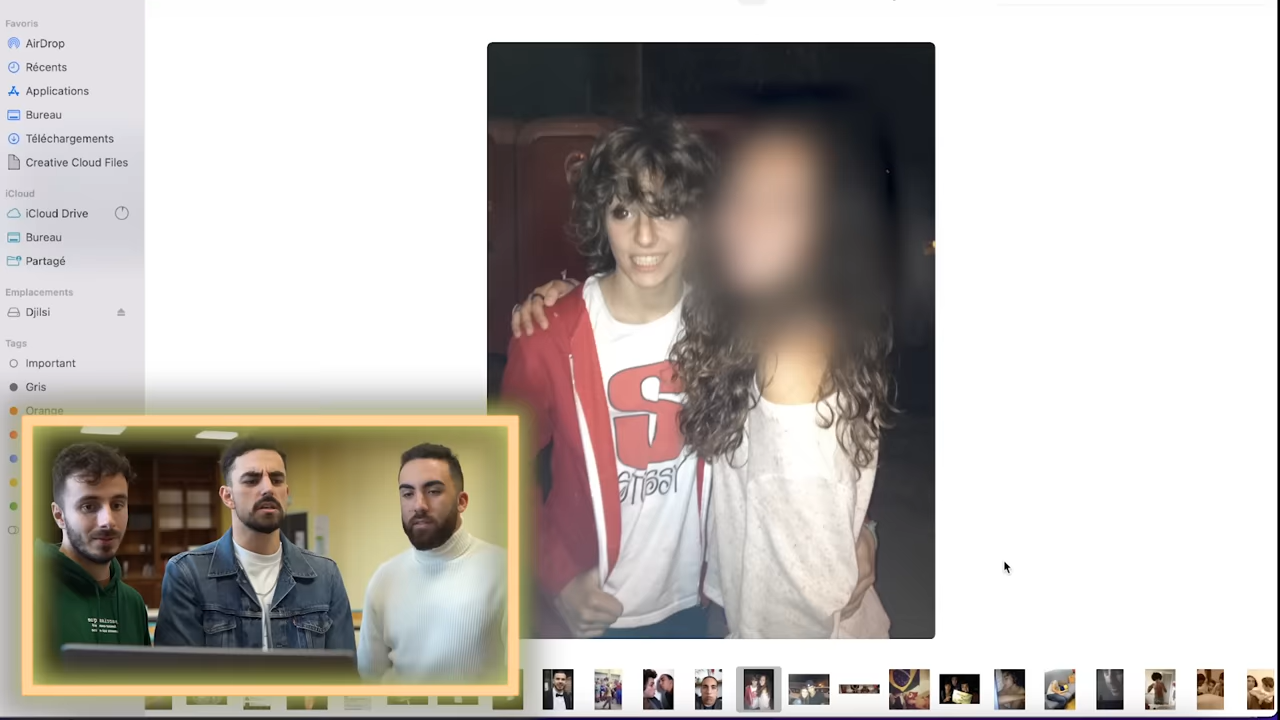 Favoris
AirDrop
Récents
Applications
Bureau
Téléchargements
Creative Cloud Files
iCloud
iCloud Drive
Bureau
Partagé
Emplacements
Djilsi
Tags
Important
Gris
Orange
S